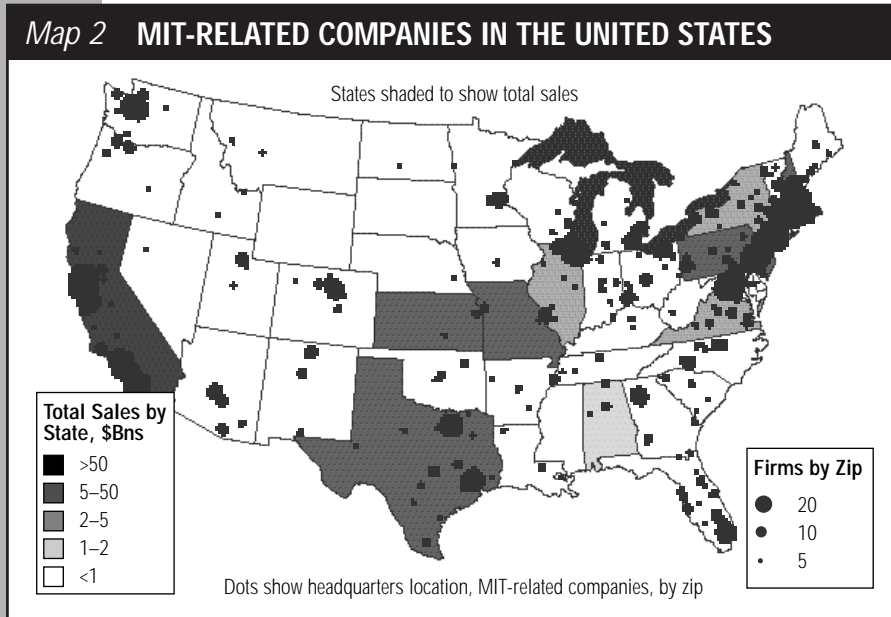 Map 2 MIT-RELATED COMPANIES IN THE UNITED STATES
States shaded to show total sales
Total Sales by
State, $Bns
>50
5–50
2–5
1–2
<1
Firms by Zip
20
10
5
Dots show headquarters location, MIT-related companies, by zip